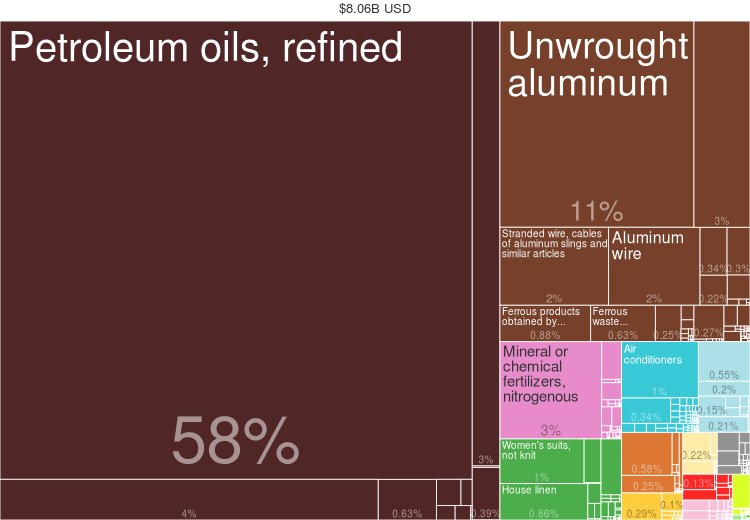 $8.06B USD
Petroleum oils, refined
58%
3%
4%
0.63%
0.39%
Unwrought
aluminum
11%
3%
Stranded wire, cables
of aluminum slings and
similar articles
2%
Aluminum
wire
2%
0.34%
0.3%
0.22%
Ferrous products
obtained by...
0.88%
Ferrous
waste...
0.63%
0.25%
0.27%
Mineral or
chemical
fertilizers,
nitrogenous
3%
Air
conditioners
1%
0.34%
0.55%
0.2%
0.15%
0.21%
Women's suits,
not knit
1%
House linen
0.86%
0.58%
0.25%
0.29%
0.1%
0.22%
0.13%